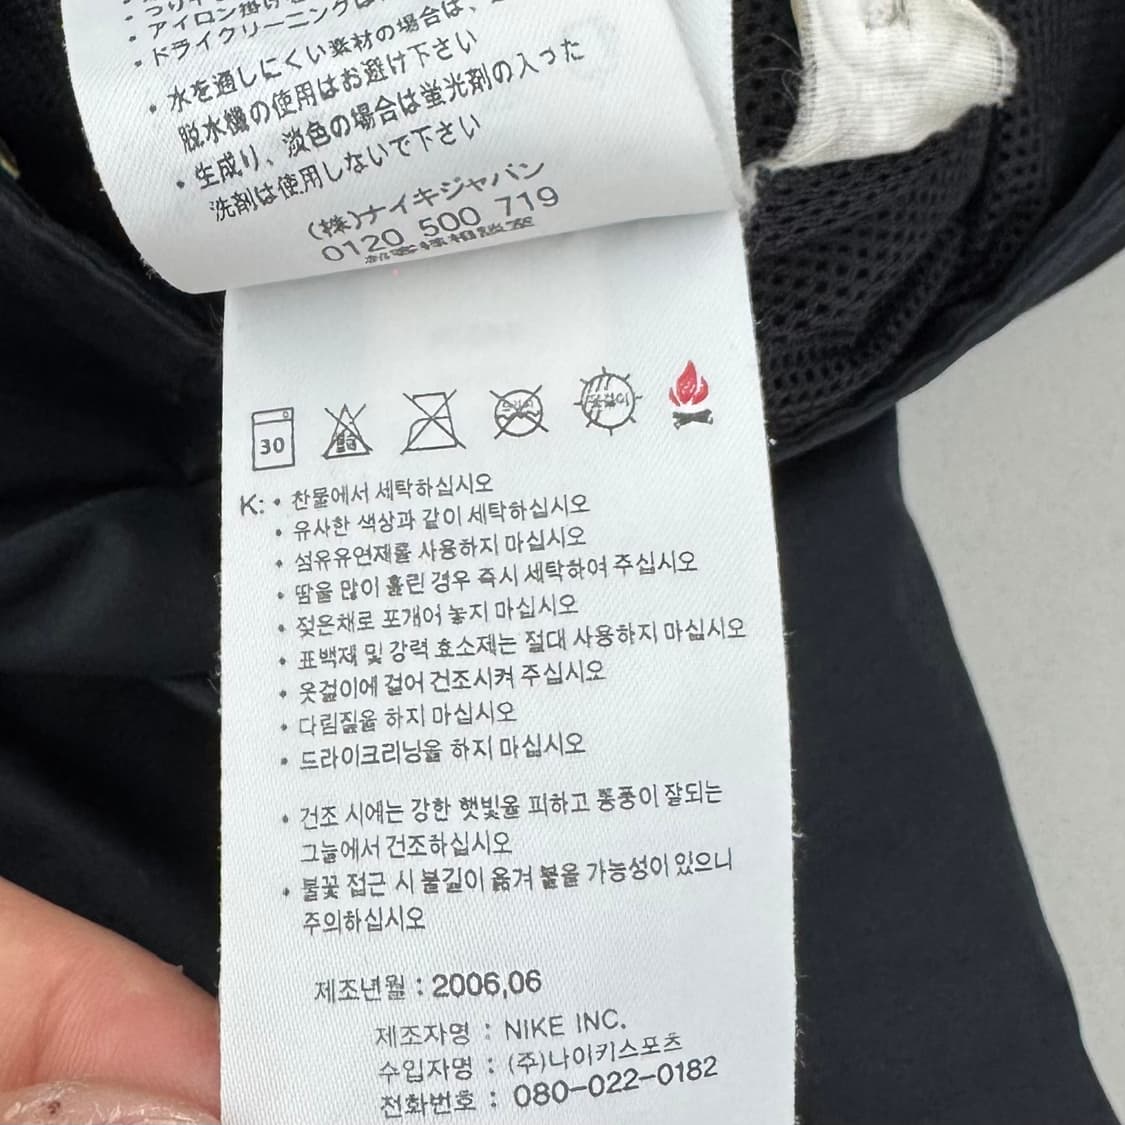 ・アイロン掛け
・ドライクリーニング
・水を通しにくい素材の場合は、
脱水機の使用はお避け下さい
・生成り、淡色の場合は蛍光剤の入った
洗剤は使用しないで下さい
(株)ナイキジャパン
0120 500 719
お客様相談室
30
드라이
옷걸이
K: • 찬물에서 세탁하십시오
• 유사한 색상과 같이 세탁하십시오
• 섬유유연제를 사용하지 마십시오
• 땀을 많이 흘린 경우 즉시 세탁하여 주십시오
• 젖은채로 포개어 놓지 마십시오
• 표백재 및 강력 효소제는 절대 사용하지 마십시오
• 옷걸이에 걸어 건조시켜 주십시오
• 다림질을 하지 마십시오
• 드라이크리닝을 하지 마십시오
• 건조 시에는 강한 햇빛을 피하고 통풍이 잘되는
그늘에서 건조하십시오
• 불꽃 접근 시 불길이 옮겨 붙을 가능성이 있으니
주의하십시오
제조년월 : 2006,06
제조자명 : NIKE INC.
수입자명 : (주)나이키스포츠
전화번호 : 080-022-0182